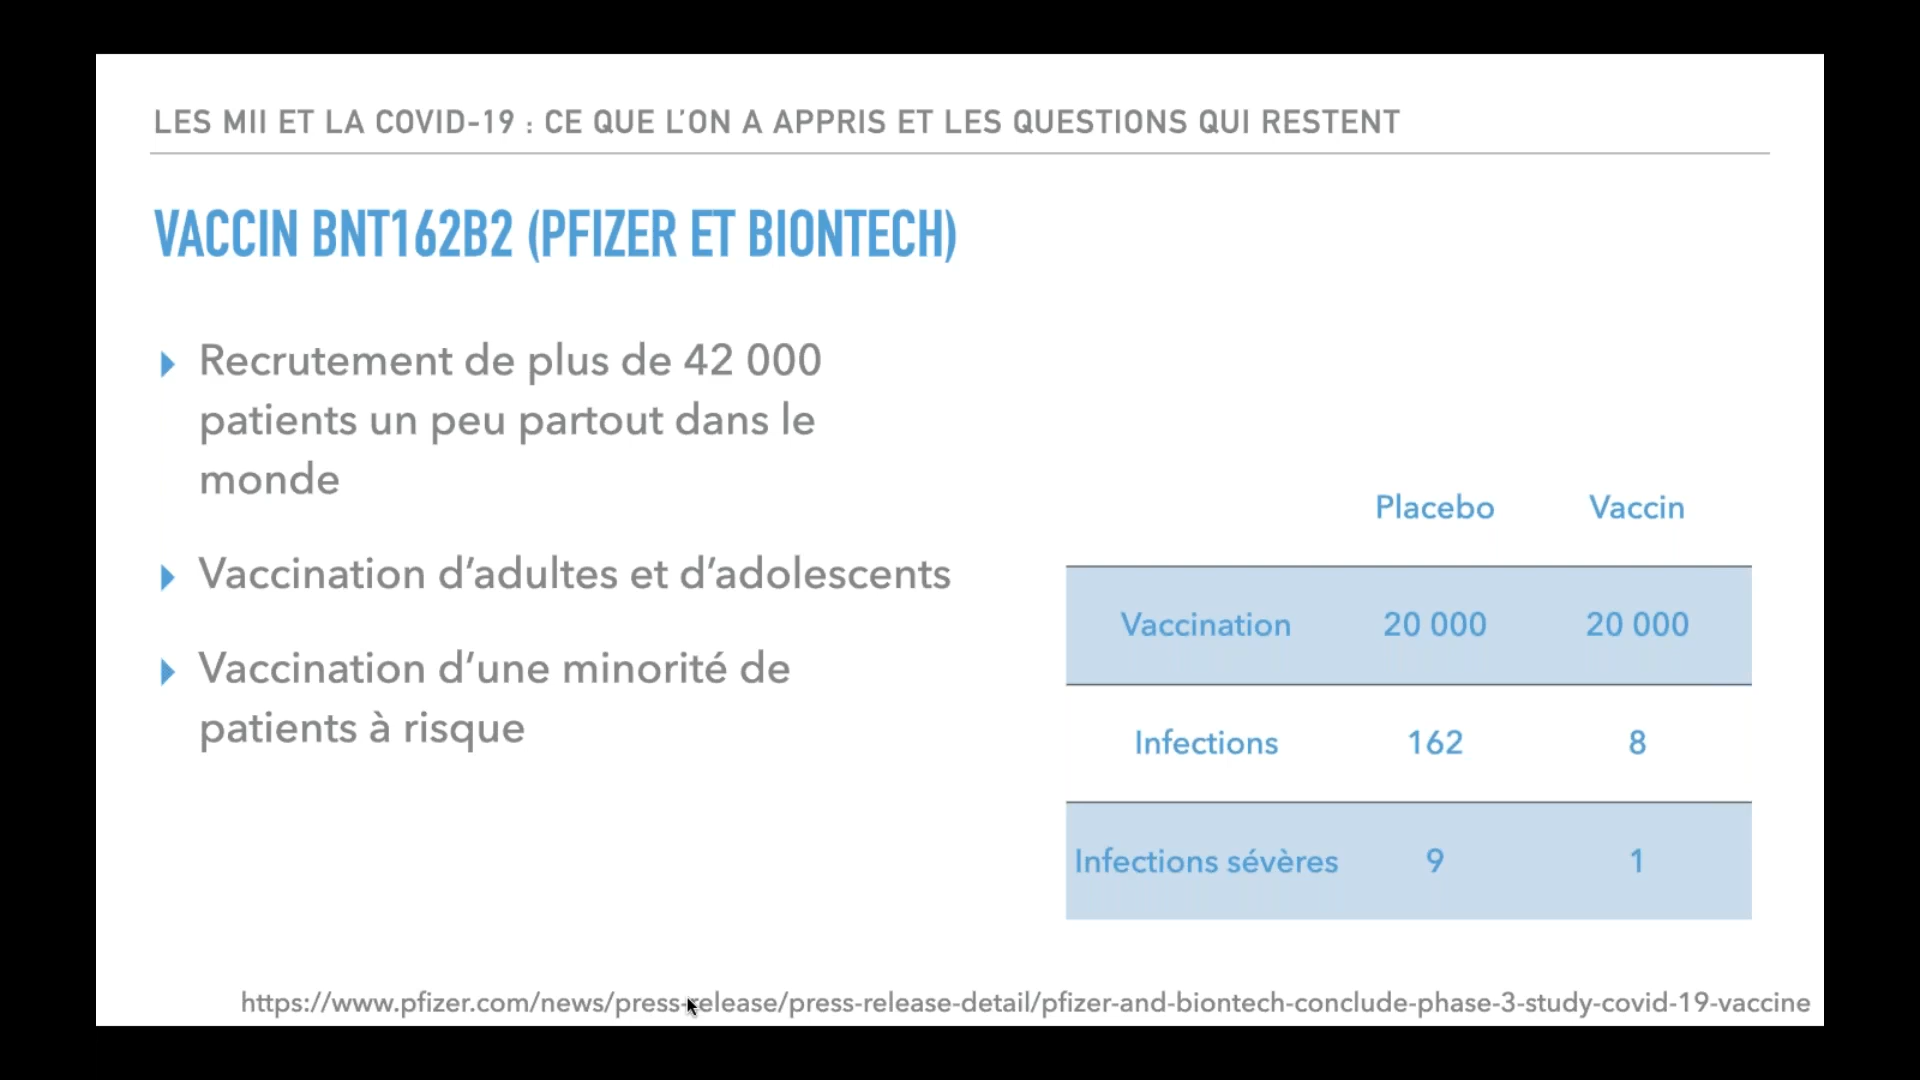 LES MII ET LA COVID-19 : CE QUE L’ON A APPRIS ET LES QUESTIONS QUI RESTENT
VACCIN BNT162B2 (PFIZER ET BIONTECH)
Recrutement de plus de 42 000
patients un peu partout dans le
monde
Vaccination d’adultes et d’adolescents
Vaccination d’une minorité de
patients à risque
Placebo Vaccin
Vaccination 20 000 20 000
Infections 162 8
Infections sévères 9 1
https://www.pfizer.com/news/press-release/press-release-detail/pfizer-and-biontech-conclude-phase-3-study-covid-19-vaccine